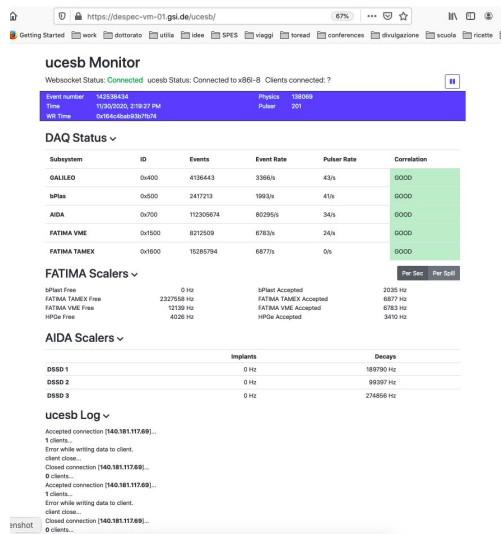 https://despec-vm-01.gsi.de/ucesb/ 67%
Getting Started work dottorato utilia idee SPES viaggi toread conferences divulgazione scuola ricette
ucesb Monitor
Websocket Status: Connected ucesb Status: Connected to x86l-8 Clients connected: ?
Event number 142538434 Physics 138069
Time 11/30/2020, 2:19:27 PM Pulser 201
WR Time 0x164c4bab93b7fb74
DAQ Status
Subsystem ID Events Event Rate Pulser Rate Correlation
GALILEO 0x400 4136443 3366/s 43/s GOOD
bPlas 0x500 2417213 1993/s 41/s GOOD
AIDA 0x700 112305674 80295/s 34/s GOOD
FATIMA VME 0x1500 8212509 6783/s 24/s GOOD
FATIMA TAMEX 0x1600 15285794 6877/s 0/s GOOD
FATIMA Scalers Per Sec Per Spill
bPlast Free 0 Hz bPlast Accepted 2035 Hz
FATIMA TAMEX Free 2327558 Hz FATIMA TAMEX Accepted 6877 Hz
FATIMA VME Free 12139 Hz FATIMA VME Accepted 6783 Hz
HPGe Free 4026 Hz HPGe Accepted 3410 Hz
AIDA Scalers
Implants Decays
DSSD 1 0 Hz 189790 Hz
DSSD 2 0 Hz 99397 Hz
DSSD 3 0 Hz 274856 Hz
ucesb Log
Accepted connection [140.181.117.69]...
1 clients...
Error while writing data to client.
client close...
Closed connection [140.181.117.69]...
0 clients...
Accepted connection [140.181.117.69]...
1 clients...
Error while writing data to client.
client close...
Closed connection [140.181.117.69]...
0 clients...
enshot